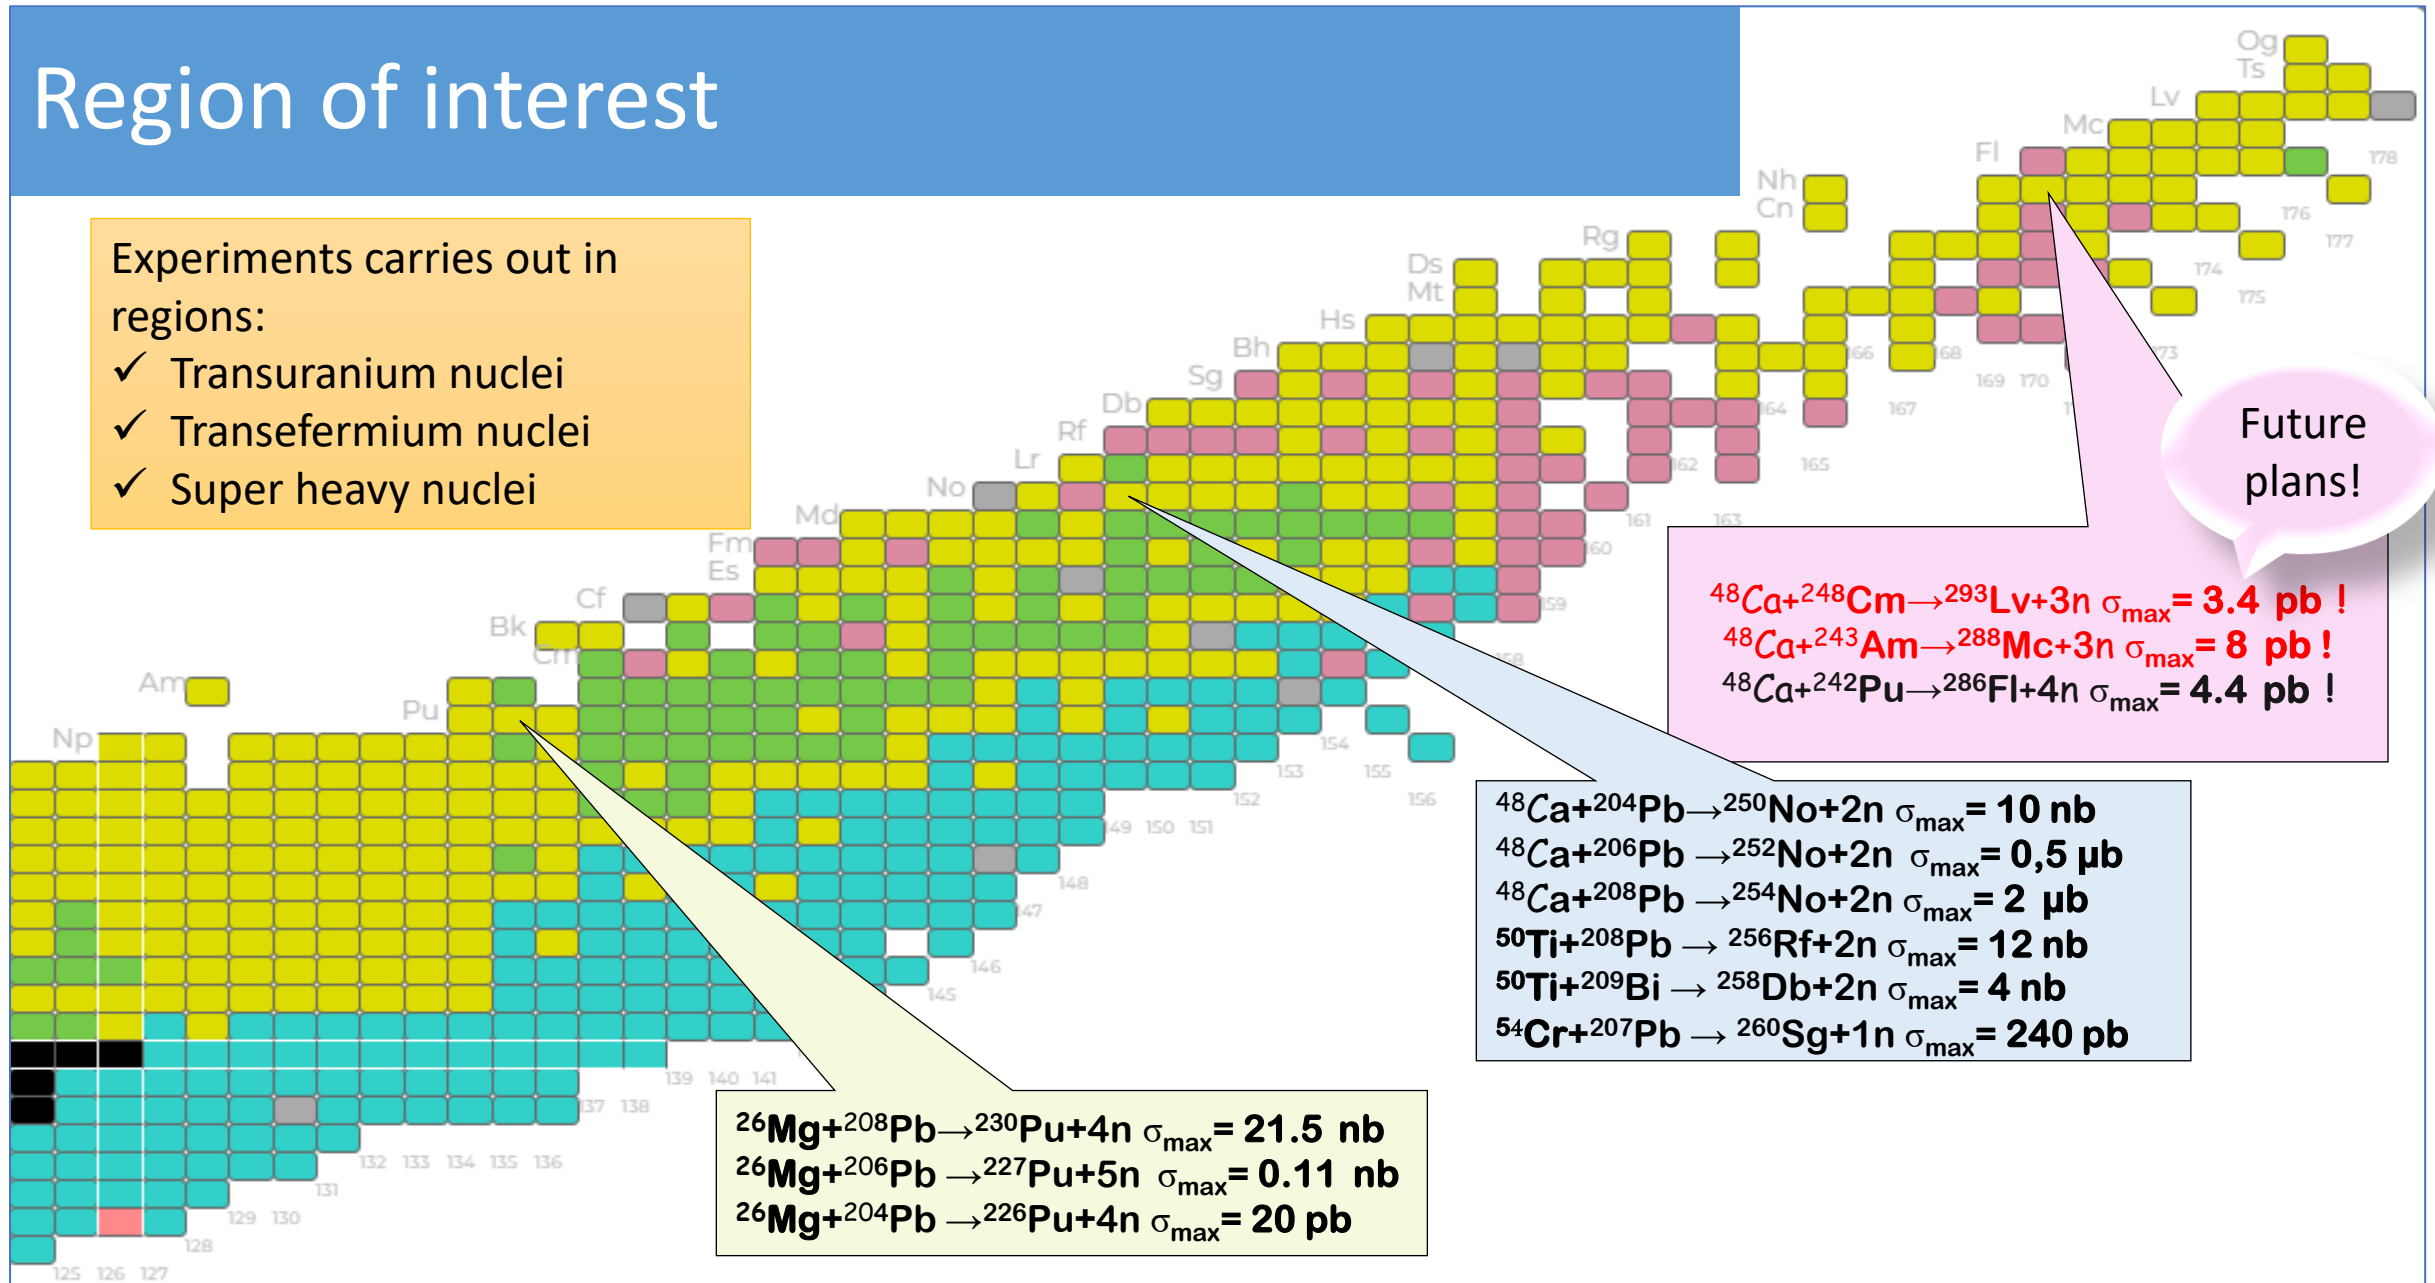 Region of interest
Experiments carries out in
regions:
✓ Transuranium nuclei
✓ Transefermium nuclei
✓ Super heavy nuclei
Og
Ts
Lv
Mc
Fl
Nh
Cn
Rg
Ds
Mt
Hs
Bh
Sg
Db
Rf
Lr
No
Md
Fm
Es
Cf
Bk
Cm
Am
Pu
Np
178
176
177
174
175
173
166 168
169 170
164 167
162 165
161 163
160
159
158
154
153 155
152 156
149 150 151
148
147
146
145
139 140 141
137 138
132 133 134 135 136
131
129 130
128
125 126 127
Future
plans!
⁴⁸Ca+²⁴⁸Cm→²⁹³Lv+3n σmax= 3.4 pb !
⁴⁸Ca+²⁴³Am→²⁸⁸Mc+3n σmax= 8 pb !
⁴⁸Ca+²⁴²Pu→²⁸⁶Fl+4n σmax= 4.4 pb !
⁴⁸Ca+²⁰⁴Pb→²⁵⁰No+2n σmax= 10 nb
⁴⁸Ca+²⁰⁶Pb →²⁵²No+2n σmax= 0,5 µb
⁴⁸Ca+²⁰⁸Pb →²⁵⁴No+2n σmax= 2 µb
⁵⁰Ti+²⁰⁸Pb → ²⁵⁶Rf+2n σmax= 12 nb
⁵⁰Ti+²⁰⁹Bi → ²⁵⁸Db+2n σmax= 4 nb
⁵⁴Cr+²⁰⁷Pb → ²⁶⁰Sg+1n σmax= 240 pb
²⁶Mg+²⁰⁸Pb→²³⁰Pu+4n σmax= 21.5 nb
²⁶Mg+²⁰⁶Pb →²²⁷Pu+5n σmax= 0.11 nb
²⁶Mg+²⁰⁴Pb →²²⁶Pu+4n σmax= 20 pb